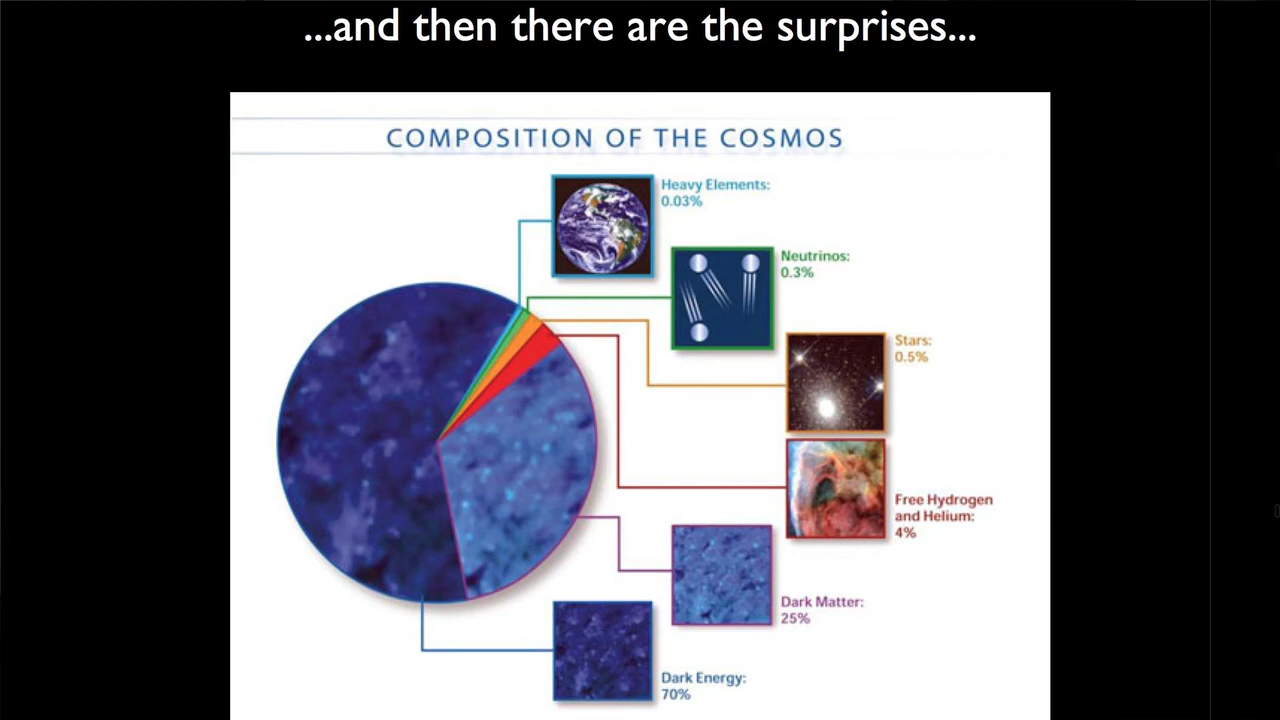 ...and then there are the surprises...
COMPOSITION OF THE COSMOS
Heavy Elements:
0.03%
Neutrinos:
0.3%
Stars:
0.5%
Free Hydrogen
and Helium:
4%
Dark Matter:
25%
Dark Energy:
70%